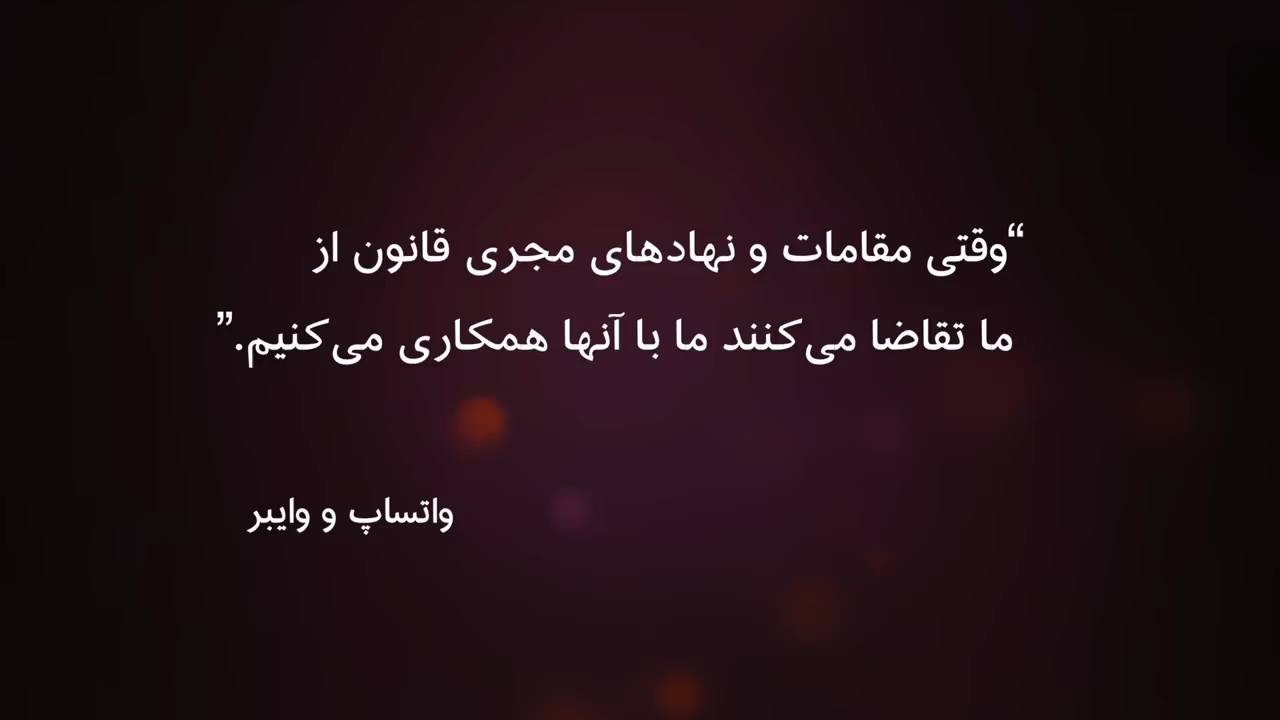 “وقتی مقامات و نهادهای مجری قانون از
ما تقاضا می‌کنند ما با آنها همکاری می‌کنیم.”
واتساپ و وایبر